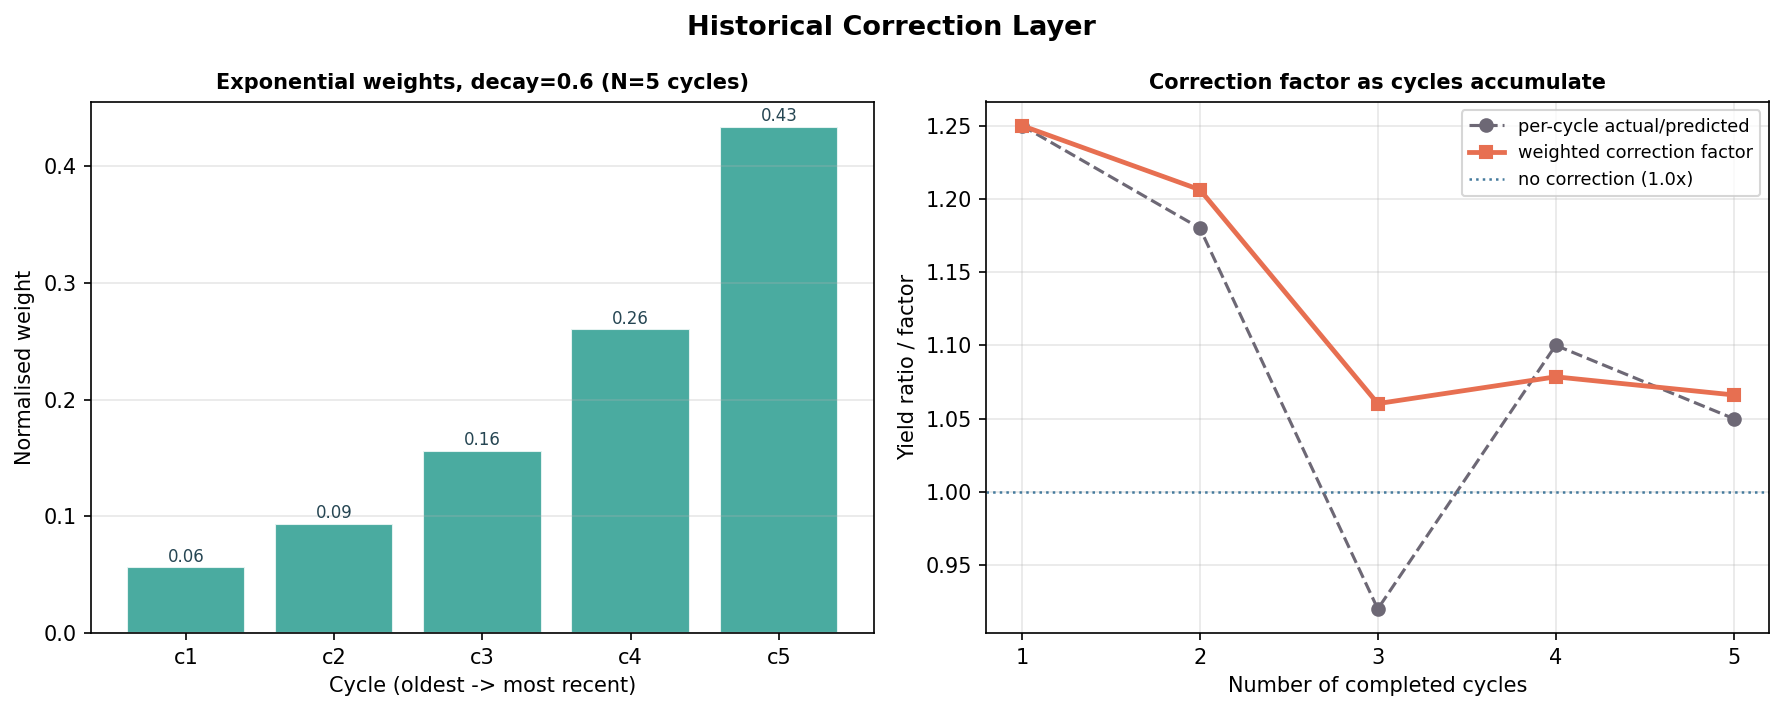 Historical Correction Layer
Exponential weights, decay=0.6 (N=5 cycles)
Normalised weight
0.4
0.3
0.2
0.1
0.0
0.06
0.09
0.16
0.26
0.43
c1 c2 c3 c4 c5
Cycle (oldest -> most recent)
Correction factor as cycles accumulate
Yield ratio / factor
1.25
1.20
1.15
1.10
1.05
1.00
0.95
per-cycle actual/predicted
weighted correction factor
no correction (1.0x)
1 2 3 4 5
Number of completed cycles